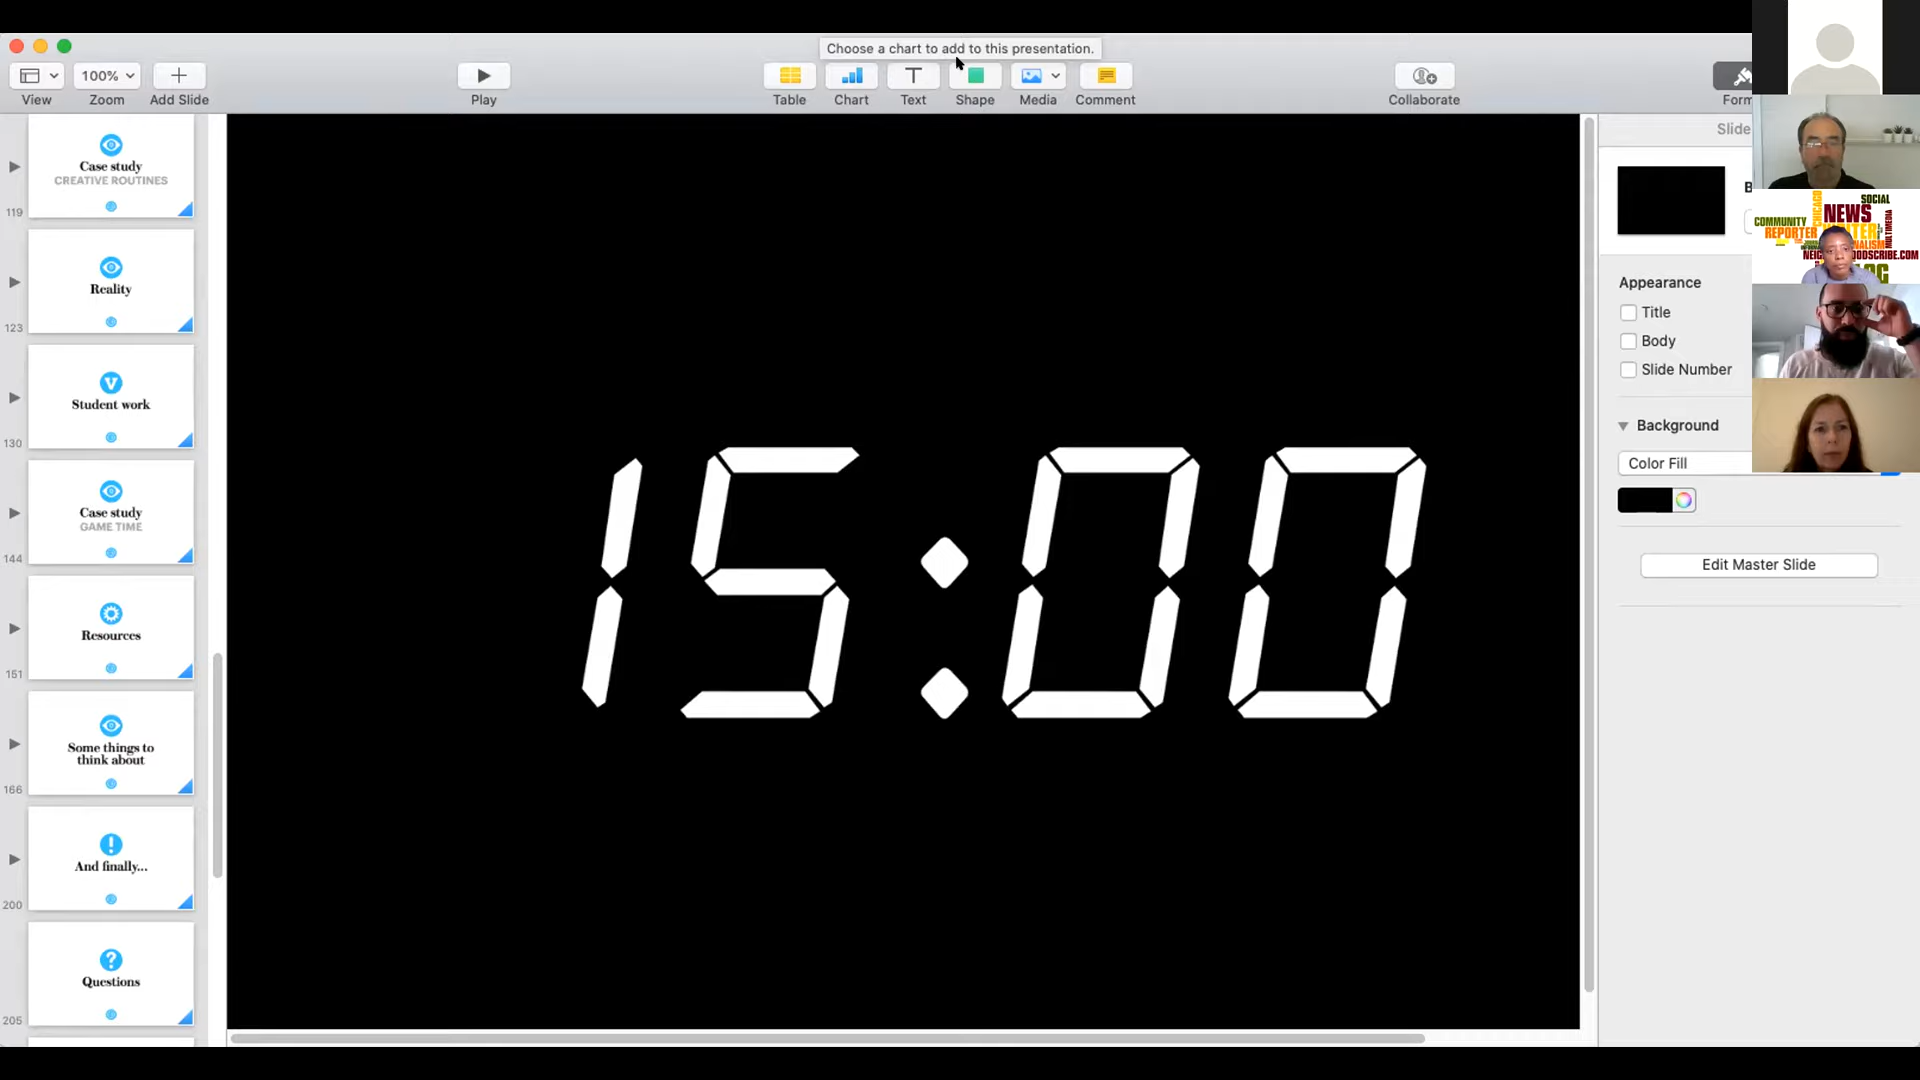 Choose a chart to add to this presentation.
100%
View
Zoom
Add Slide
Play
Table
Chart
Text
Shape
Media
Comment
Collaborate
Form
Case study
CREATIVE ROUTINES
119
Reality
123
Student work
130
Case study
GAME TIME
144
Resources
151
Some things to
think about
166
And finally...
200
Questions
205
15:00
Slide
Appearance
Title
Body
Slide Number
Background
Color Fill
Edit Master Slide
SOCIAL
COMMUNITY
CHICAGO
NEWS
REPORTER
MULTIMEDIA